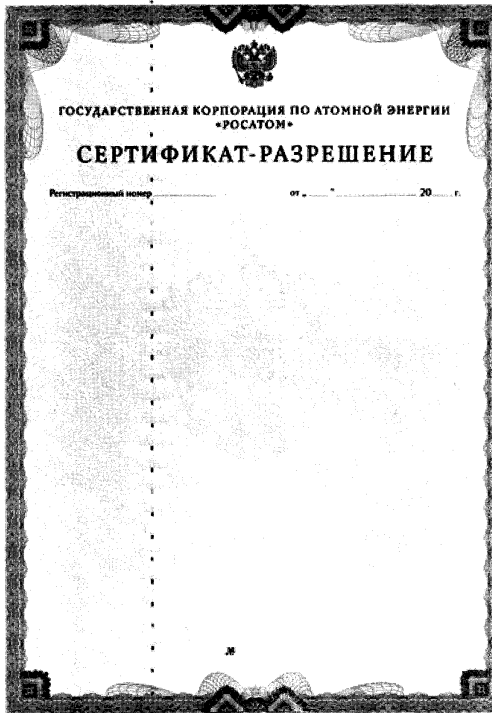 ГОСУДАРСТВЕННАЯ КОРПОРАЦИЯ ПО АТОМНОЙ ЭНЕРГИИ
«РОСАТОМ»
СЕРТИФИКАТ-РАЗРЕШЕНИЕ
Регистрационный номер от „ " 20 г.
№